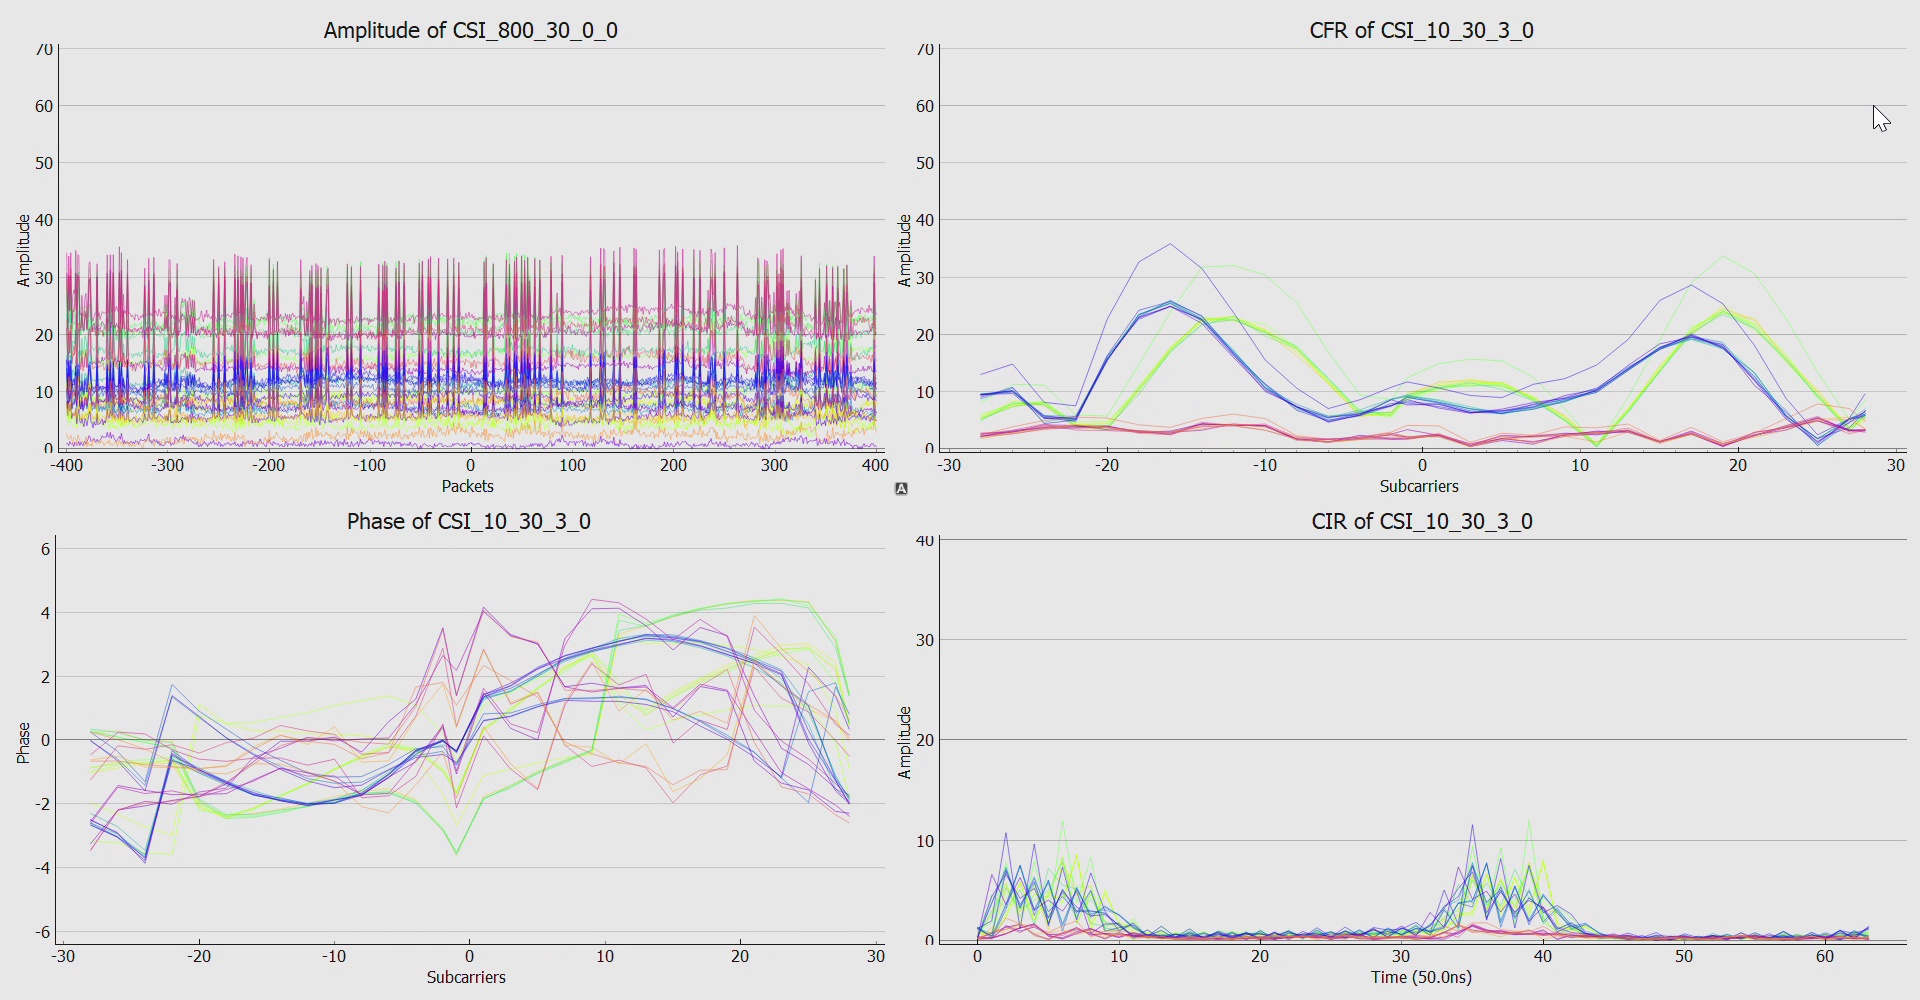 Amplitude of CSI_800_30_0_0
70
60
50
40
30
20
10
0
Amplitude
-400 -300 -200 -100 0 100 200 300 400
Packets
CFR of CSI_10_30_3_0
70
60
50
40
30
20
10
0
Amplitude
-30 -20 -10 0 10 20 30
Subcarriers
A
Phase of CSI_10_30_3_0
6
4
2
0
-2
-4
-6
Phase
-30 -20 -10 0 10 20 30
Subcarriers
CIR of CSI_10_30_3_0
40
30
20
10
0
Amplitude
0 10 20 30 40 50 60
Time (50.0ns)